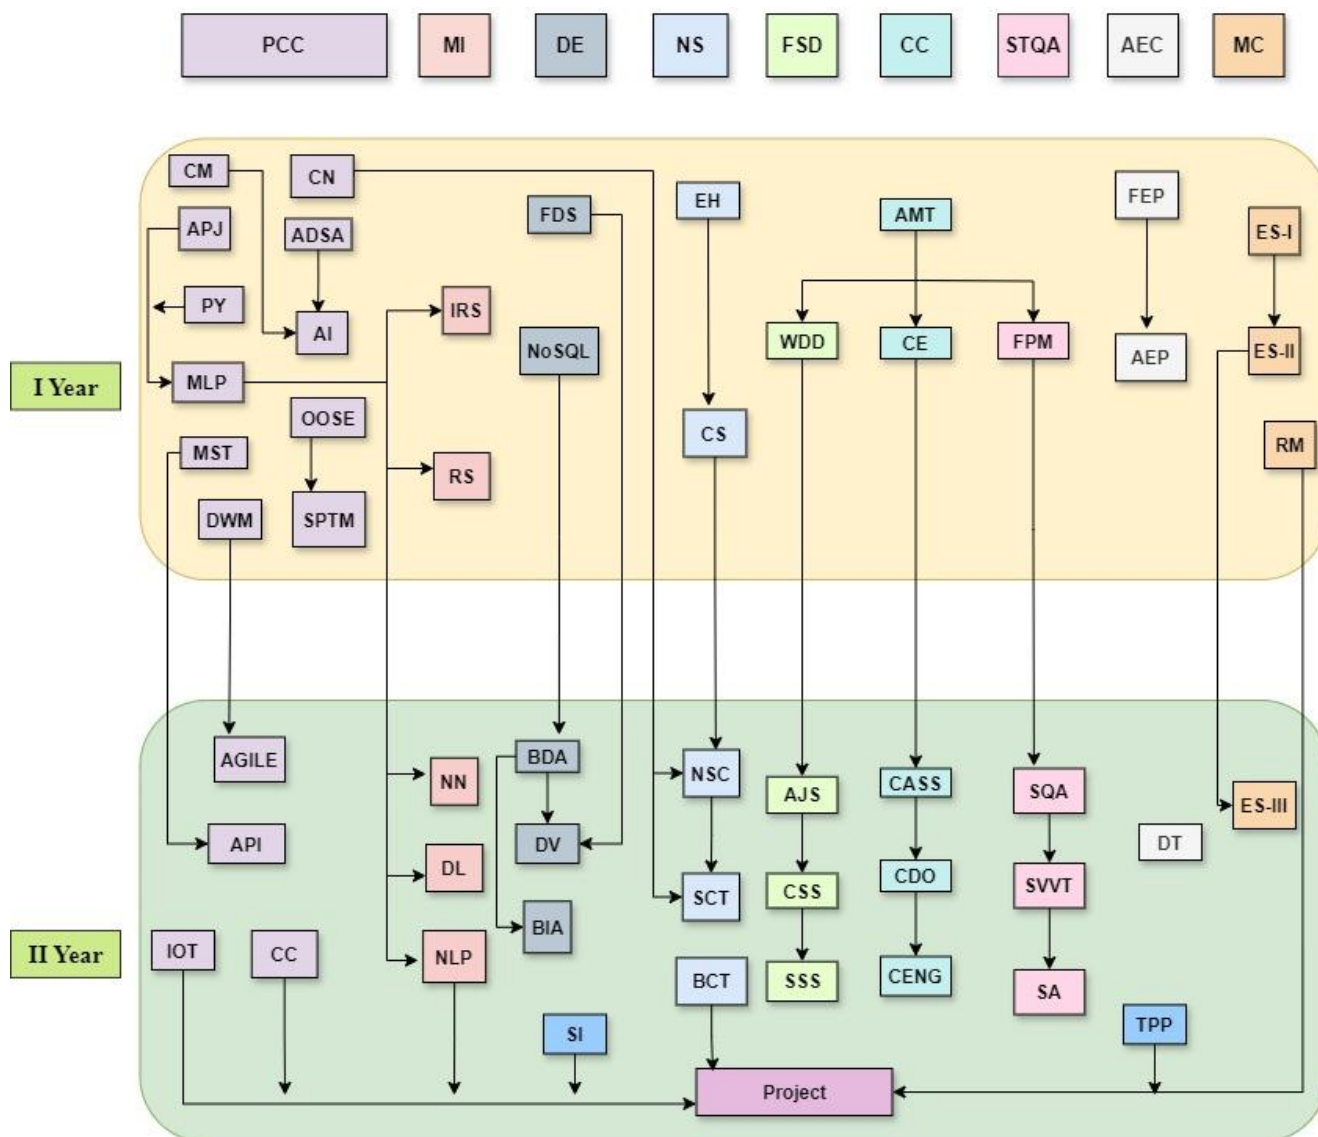 PCC
MI
DE
NS
FSD
CC
STQA
AEC
MC
I Year
CM
CN
APJ
ADSA
FDS
EH
AMT
FEP
ES-I
PY
AI
IRS
NoSQL
WDD
CE
FPM
AEP
ES-II
MLP
OOSE
CS
RM
MST
RS
DWM
SPTM
II Year
AGILE
NN
BDA
NSC
AJS
CASS
SQA
ES-III
API
DL
DV
SCT
CSS
CDO
SVVT
DT
IOT
CC
NLP
BIA
BCT
SSS
CENG
SA
SI
TPP
Project